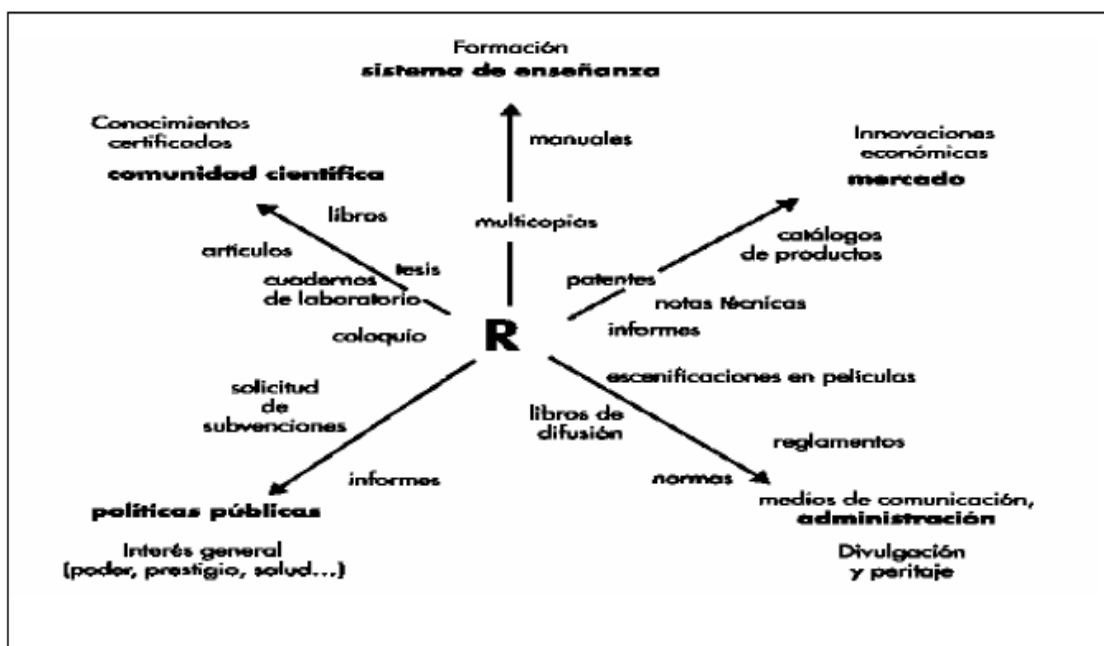 Formación
sistema de enseñanza
manuales
multicopias
Conocimientos
certificados
comunidad científica
libros
artículos
tesis
cuadernos
de laboratorio
coloquío
Innovaciones
económicas
mercado
catálogos
de productos
patentes
notas técnicas
informes
R
solicitud
de
subvenciones
informes
políticas públicas
Interés general
(poder, prestigio, salud...)
escenificaciones en películas
libros de
difusión
reglamentos
normas
medios de comunicación,
administración
Divulgación
y peritaje